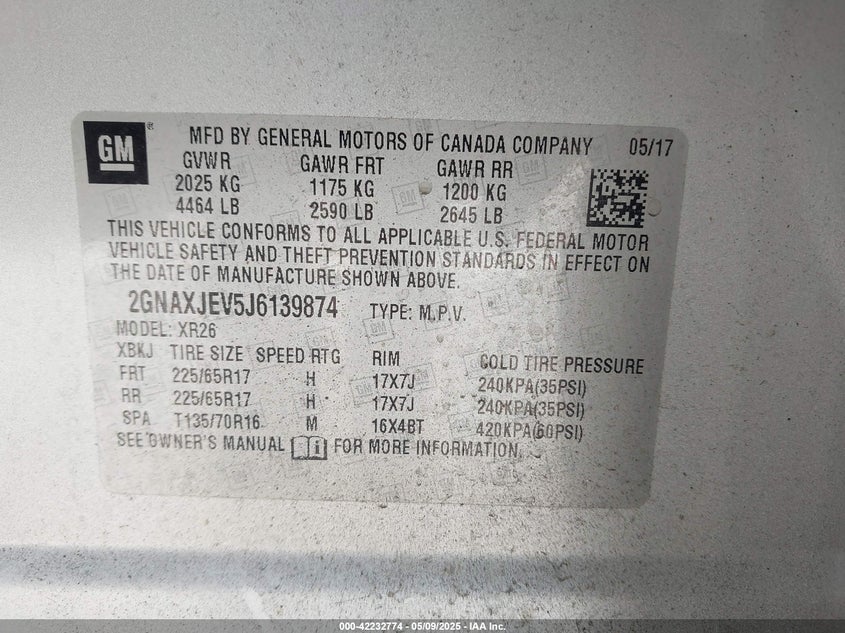 GM
MFD BY GENERAL MOTORS OF CANADA COMPANY 05/17
GVWR GAWR FRT GAWR RR
2025 KG 1175 KG 1200 KG
4464 LB 2590 LB 2645 LB
THIS VEHICLE CONFORMS TO ALL APPLICABLE U.S. FEDERAL MOTOR
VEHICLE SAFETY AND THEFT PREVENTION STANDARDS IN EFFECT ON
THE DATE OF MANUFACTURE SHOWN ABOVE.
2GNAXJEV5J6139874 TYPE: M.P.V.
MODEL: XR26
XBKJ TIRE SIZE SPEED RTG RIM COLD TIRE PRESSURE
FRT 225/65R17 H 17X7J 240KPA(35PSI)
RR 225/65R17 H 17X7J 240KPA(35PSI)
SPA T135/70R16 M 16X4BT 420KPA(60PSI)
SEE OWNER'S MANUAL FOR MORE INFORMATION.
000-42232774 - 05/09/2025 - IAA Inc.